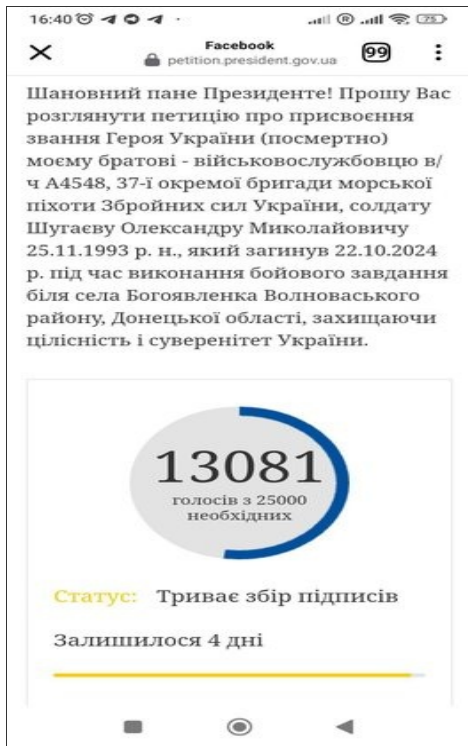 16:40
75
Facebook
petition.president.gov.ua
99
Шановний пане Президенте! Прошу Вас
розглянути петицію про присвоєння
звання Героя України (посмертно)
моєму братові - військовослужбовцю в/
ч А4548, 37-ї окремої бригади морської
піхоти Збройних сил України, солдату
Шугаєву Олександру Миколайовичу
25.11.1993 р. н., який загинув 22.10.2024
р. під час виконання бойового завдання
біля села Богоявленка Волноваського
району, Донецької області, захищаючи
цілісність і суверенітет України.
13081
голосів з 25000
необхідних
Статус: Триває збір підписів
Залишилося 4 дні